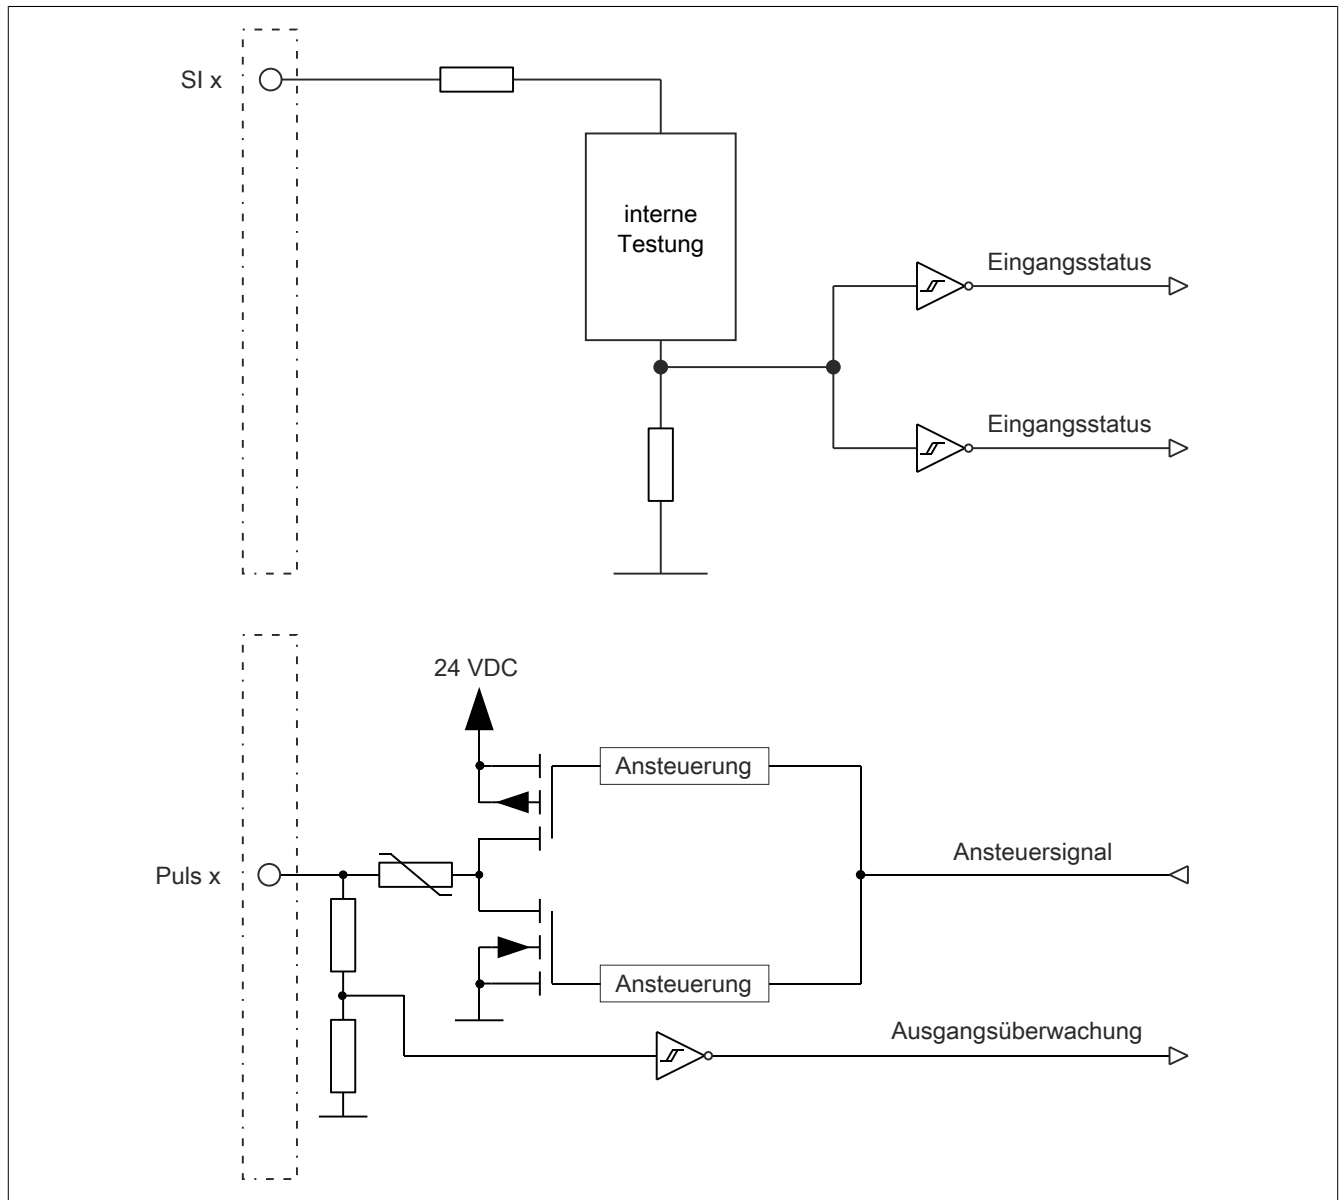 SI x
interne
Testung
Eingangsstatus
Eingangsstatus
24 VDC
Ansteuerung
Ansteuersignal
Puls x
Ansteuerung
Ausgangsüberwachung